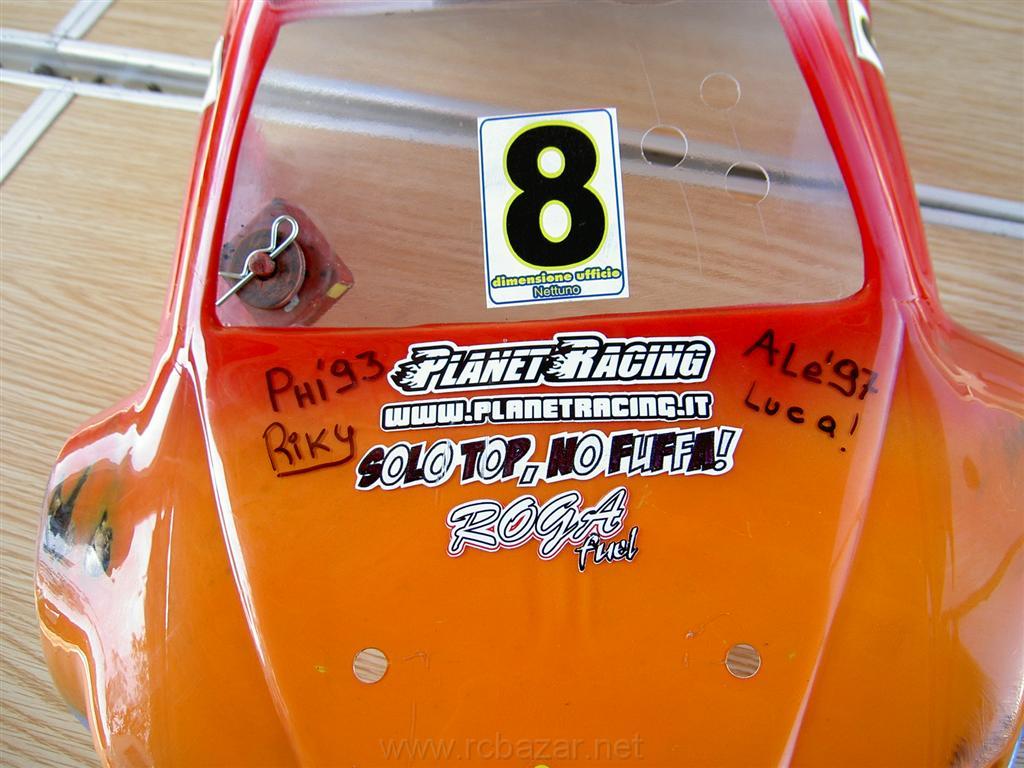 8
dimensione ufficio
Nettuno
PLANET RACING
WWW.PLANETRACING.IT
SOLO TOP, NO FUFFA!
ROGA
fuel
PHi'93
RiKy
ALé'97
Luca!
www.rcbazar.net